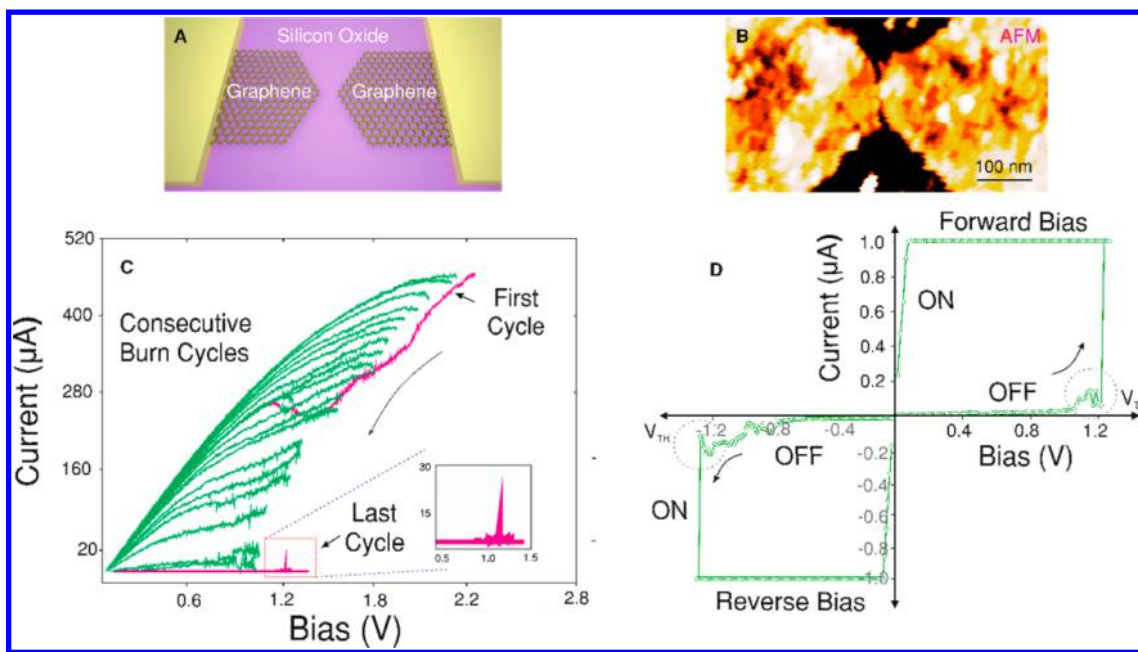 A
Silicon Oxide
Graphene
Graphene
B
AFM
100 nm
C
520
400
280
160
20
Current (µA)
0.6
1.2
1.8
2.2
2.8
Bias (V)
Consecutive
Burn Cycles
First
Cycle
Last
Cycle
30
15
0.5
1.0
1.5
D
Forward Bias
Current (µA)
1.0
0.8
0.6
0.4
0.2
ON
OFF
V_T
V_TH
-1.2
-0.8
-0.4
0.4
0.8
1.2
Bias (V)
OFF
ON
-0.2
-0.4
-0.6
-0.8
-1.0
Reverse Bias